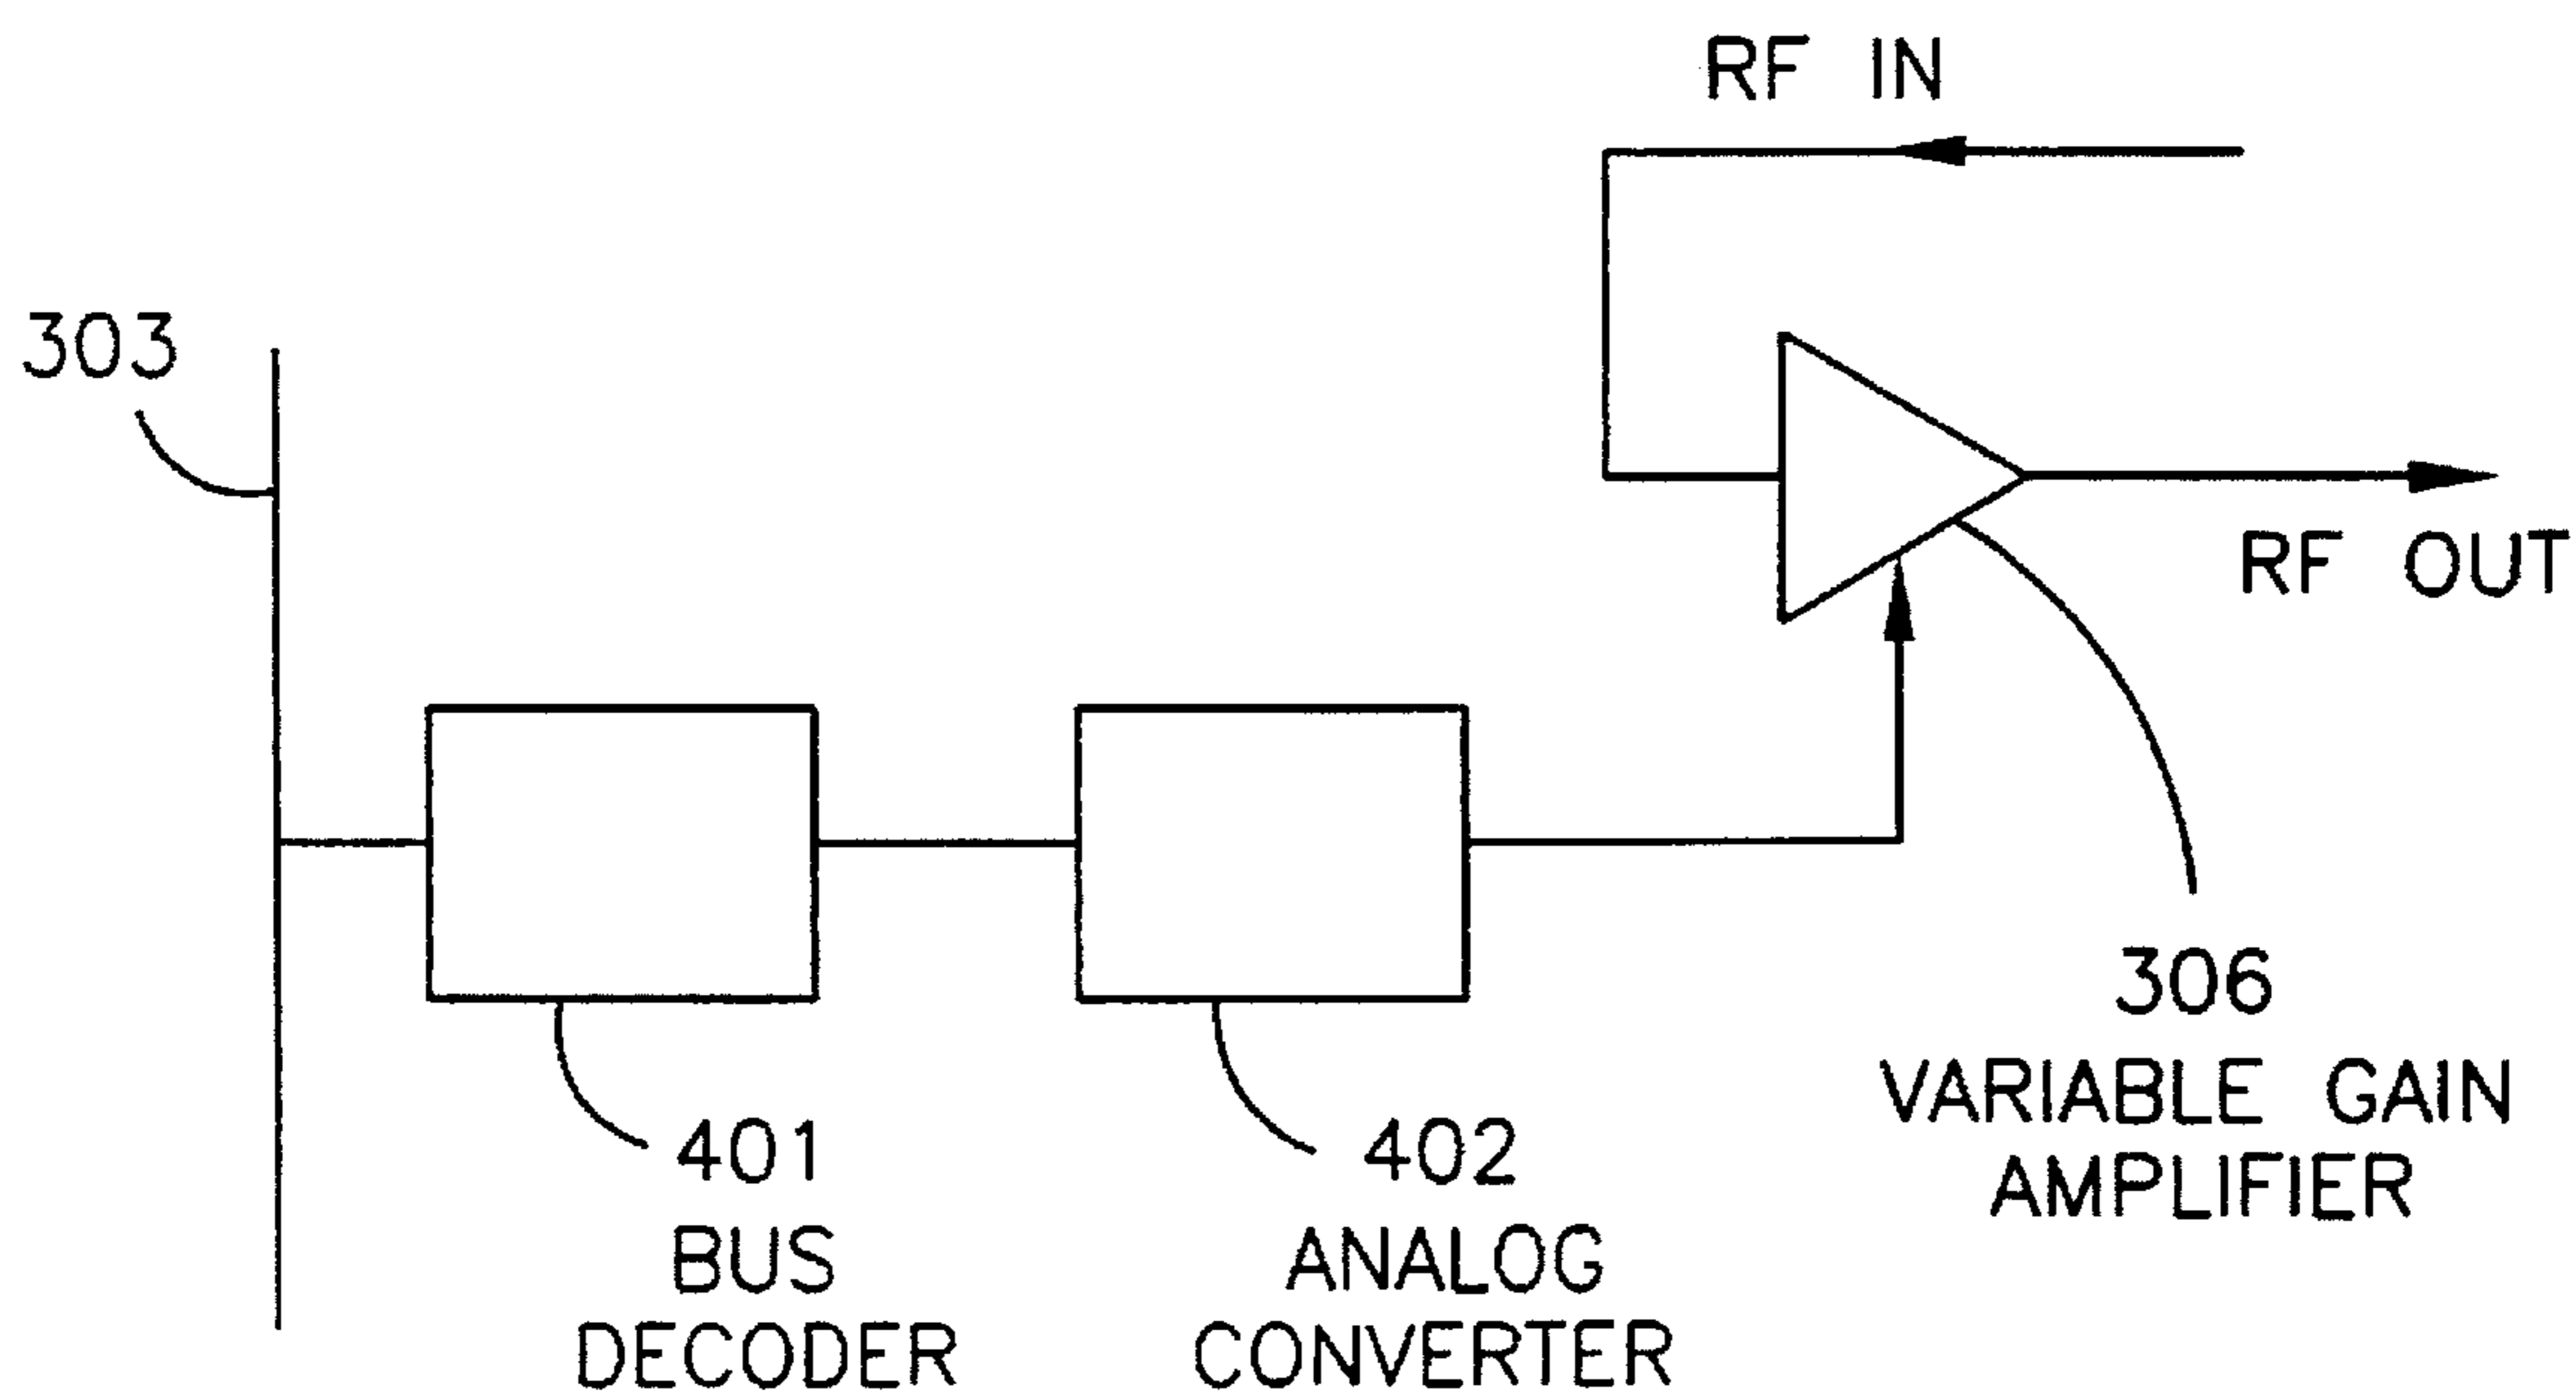 RF IN
303
RF OUT
306
VARIABLE GAIN
AMPLIFIER
401
BUS
DECODER
402
ANALOG
CONVERTER